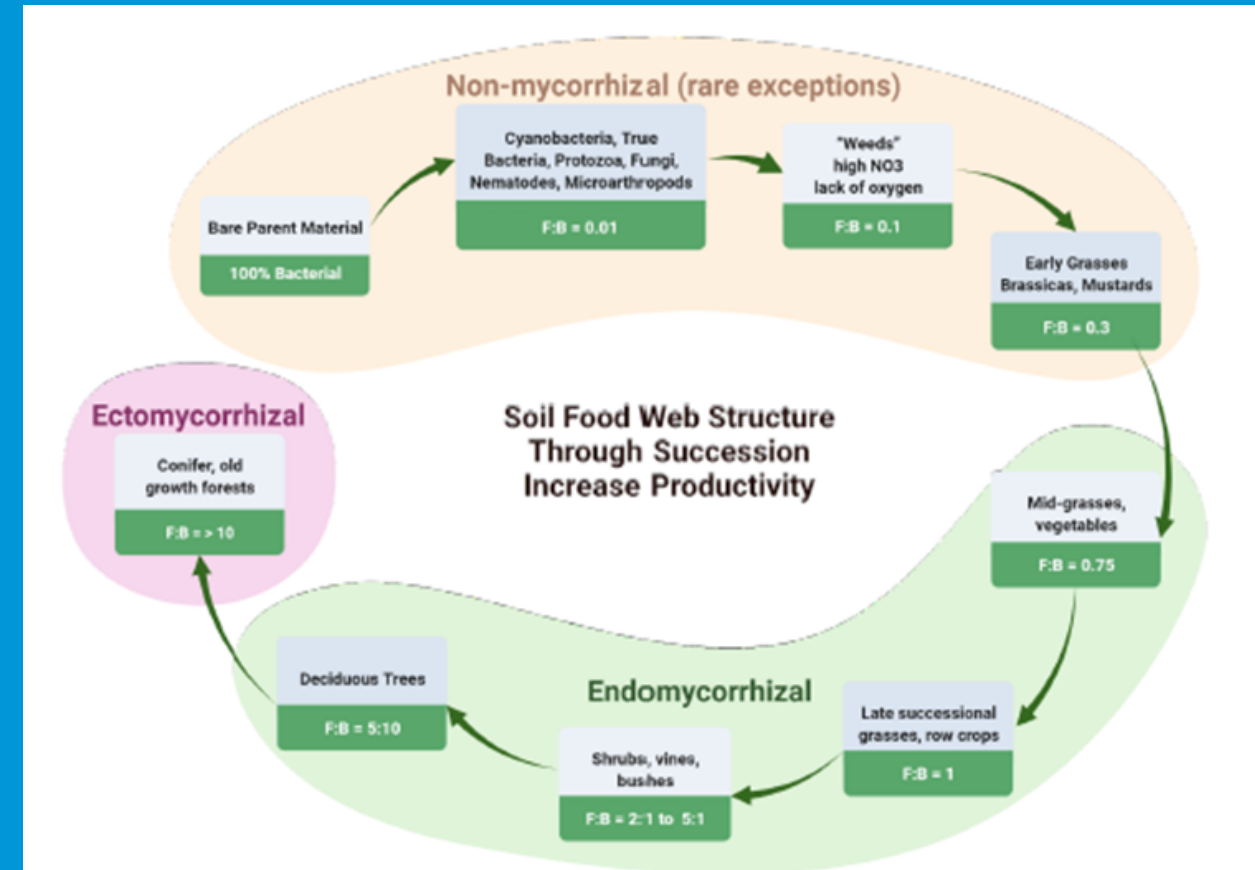 Non-mycorrhizal (rare exceptions)
Bare Parent Material
100% Bacterial
Cyanobacteria, True
Bacteria, Protozoa, Fungi,
Nematodes, Microarthropods
F:B = 0.01
"Weeds"
high NO3
lack of oxygen
F:B = 0.1
Early Grasses
Brassicas, Mustards
F:B = 0.3
Soil Food Web Structure
Through Succession
Increase Productivity
Mid-grasses,
vegetables
F:B = 0.75
Endomycorrhizal
Late successional
grasses, row crops
F:B = 1
Shrubs, vines,
bushes
F:B = 2:1 to 5:1
Deciduous Trees
F:B = 5:10
Ectomycorrhizal
Conifer, old
growth forests
F:B = > 10